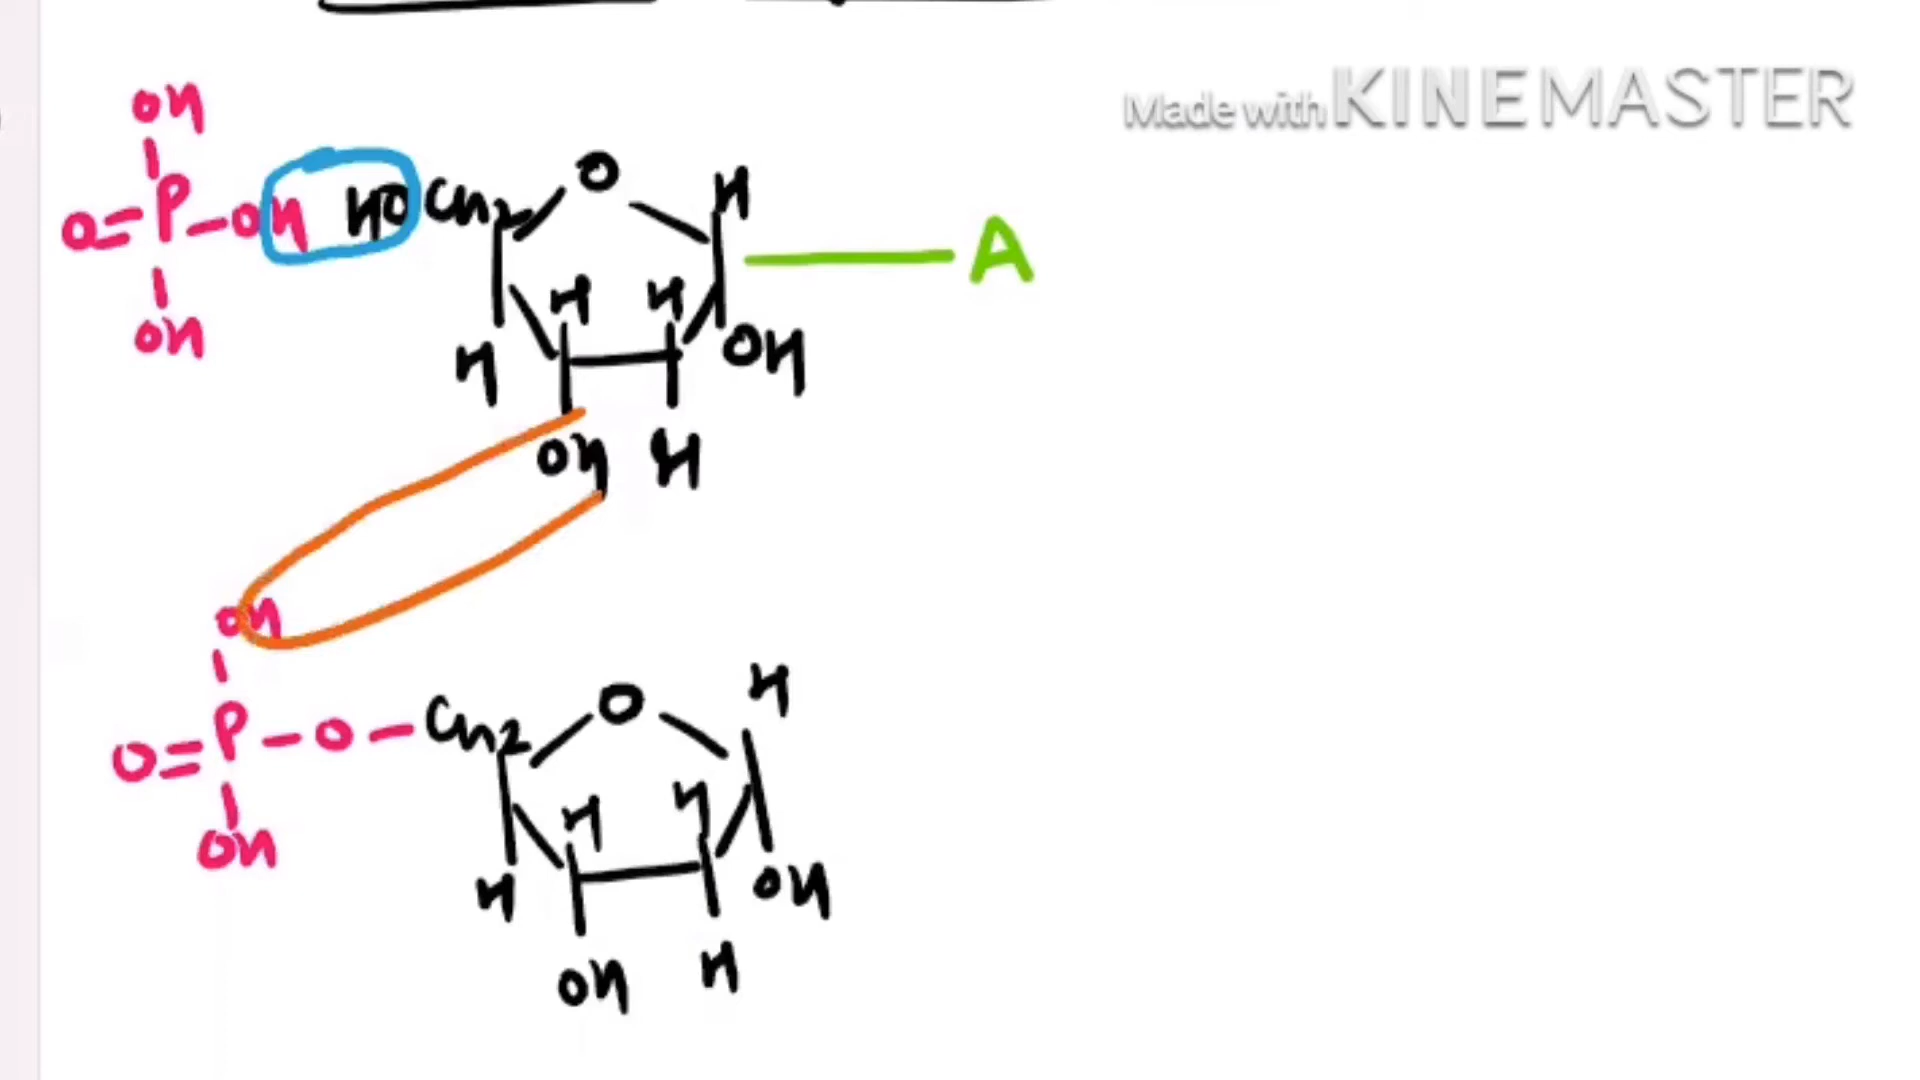 Made with KINEMASTER
OH
O=P-OH HOCH2 O H
A
OH
H H
H OH
OH H
OH
O=P-O-CH2 O H
OH
H H
H OH
OH H